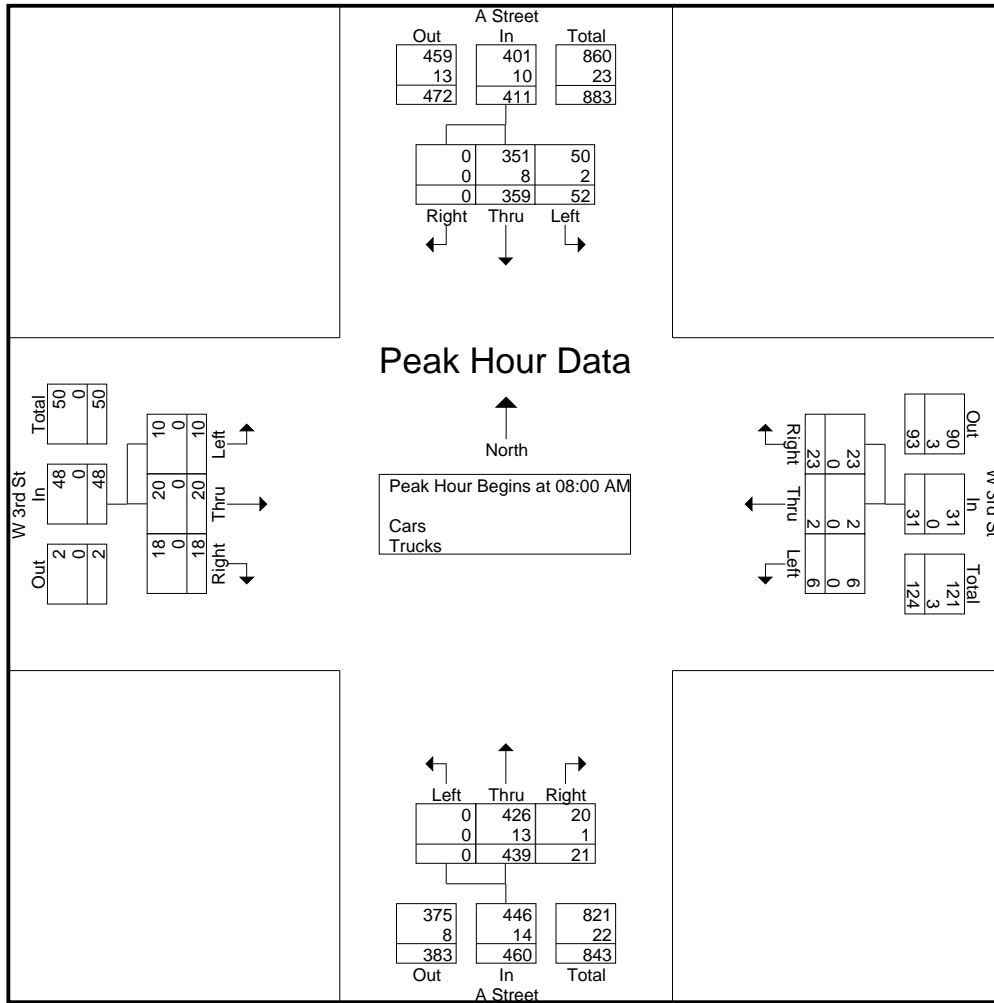 A Street
Out In Total
459 401 860
13 10 23
472 411 883
0 351 50
0 8 2
0 359 52
Right Thru Left
Peak Hour Data
North
Peak Hour Begins at 08:00 AM
Cars
Trucks
W 3rd St
Out In Total
2 48 50
0 0 0
2 48 50
Right Thru Left
18 20 10
0 0 0
18 20 10
W 3rd St
Out In Total
90 31 121
3 0 3
93 31 124
Right Thru Left
23 2 6
0 0 0
23 2 6
Left Thru Right
0 426 20
0 13 1
0 439 21
375 446 821
8 14 22
383 460 843
Out In Total
A Street